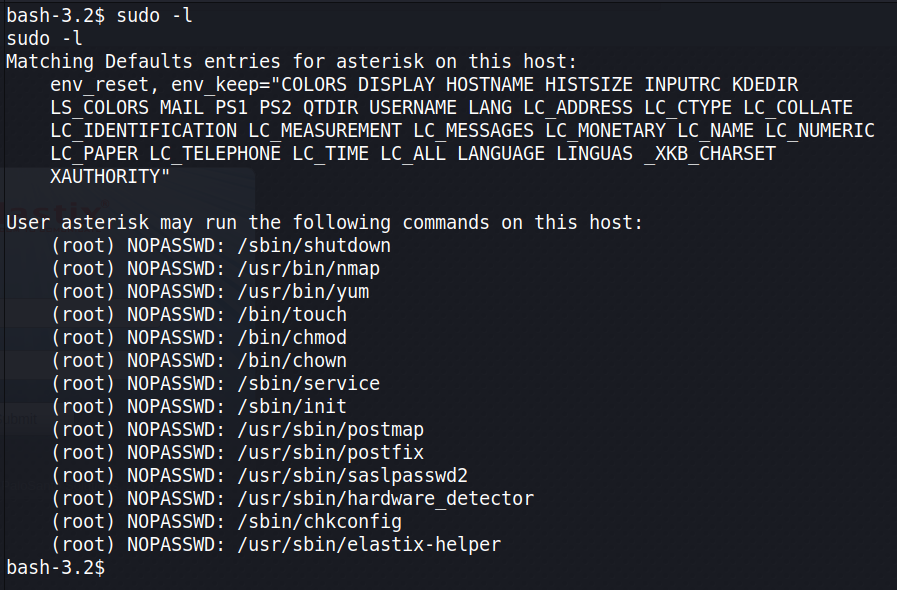 bash-3.2$ sudo -l
sudo -l
Matching Defaults entries for asterisk on this host:
    env_reset, env_keep="COLORS DISPLAY HOSTNAME HISTSIZE INPUTRC KDEDIR
    LS_COLORS MAIL PS1 PS2 QTDIR USERNAME LANG LC_ADDRESS LC_CTYPE LC_COLLATE
    LC_IDENTIFICATION LC_MEASUREMENT LC_MESSAGES LC_MONETARY LC_NAME LC_NUMERIC
    LC_PAPER LC_TELEPHONE LC_TIME LC_ALL LANGUAGE LINGUAS _XKB_CHARSET
    XAUTHORITY"

User asterisk may run the following commands on this host:
    (root) NOPASSWD: /sbin/shutdown
    (root) NOPASSWD: /usr/bin/nmap
    (root) NOPASSWD: /usr/bin/yum
    (root) NOPASSWD: /bin/touch
    (root) NOPASSWD: /bin/chmod
    (root) NOPASSWD: /bin/chown
    (root) NOPASSWD: /sbin/service
    (root) NOPASSWD: /sbin/init
    (root) NOPASSWD: /usr/sbin/postmap
    (root) NOPASSWD: /usr/sbin/postfix
    (root) NOPASSWD: /usr/sbin/saslpasswd2
    (root) NOPASSWD: /usr/sbin/hardware_detector
    (root) NOPASSWD: /sbin/chkconfig
    (root) NOPASSWD: /usr/sbin/elastix-helper
bash-3.2$